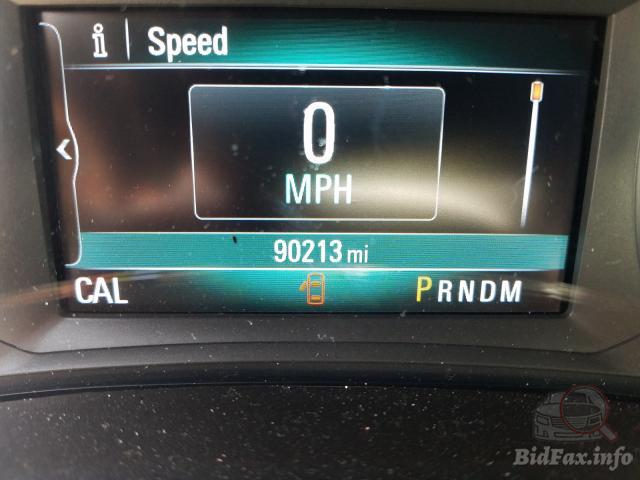 i Speed
0
MPH
90213 mi
CAL PRNDM
BidFax.info